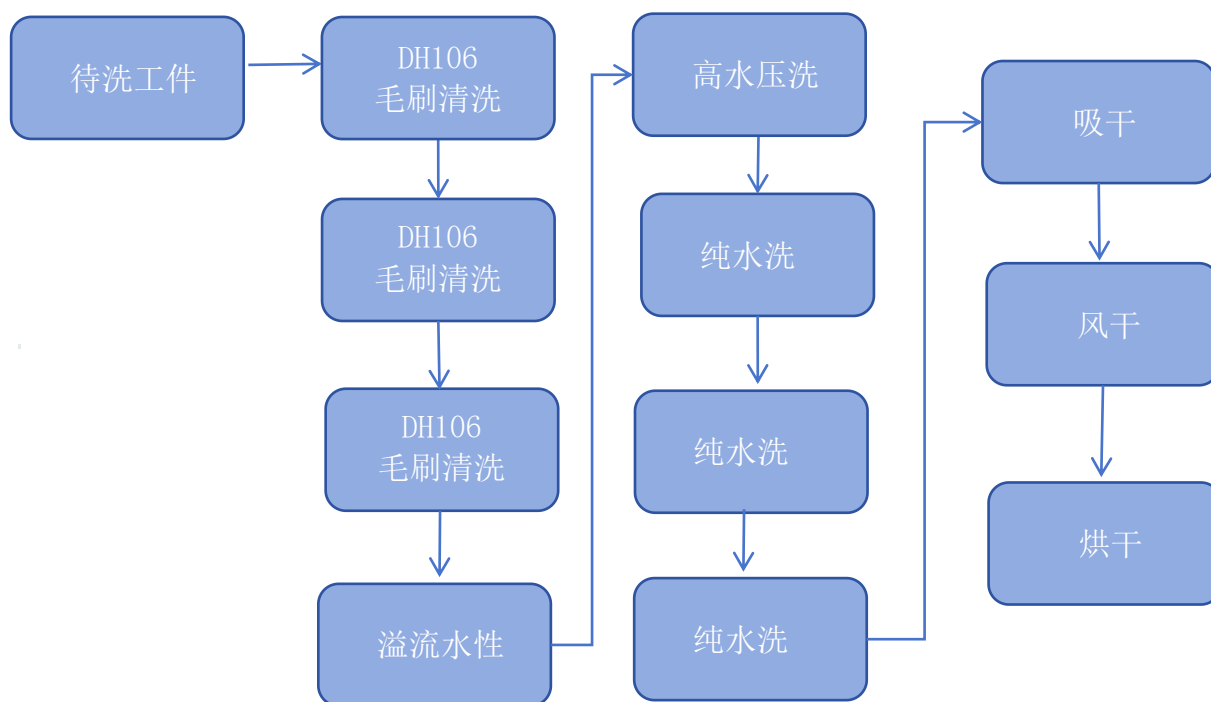 待洗工件
DH106
毛刷清洗
DH106
毛刷清洗
DH106
毛刷清洗
溢流水性
高水压洗
纯水洗
纯水洗
纯水洗
吸干
风干
烘干